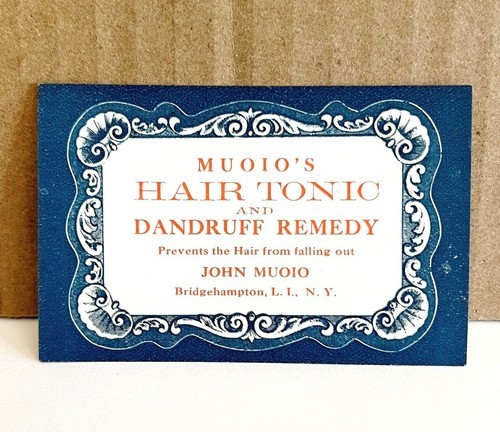 MUOIO'S
HAIR TONIC
AND
DANDRUFF REMEDY
Prevents the Hair from falling out
JOHN MUOIO
Bridgehampton, L. I., N. Y.